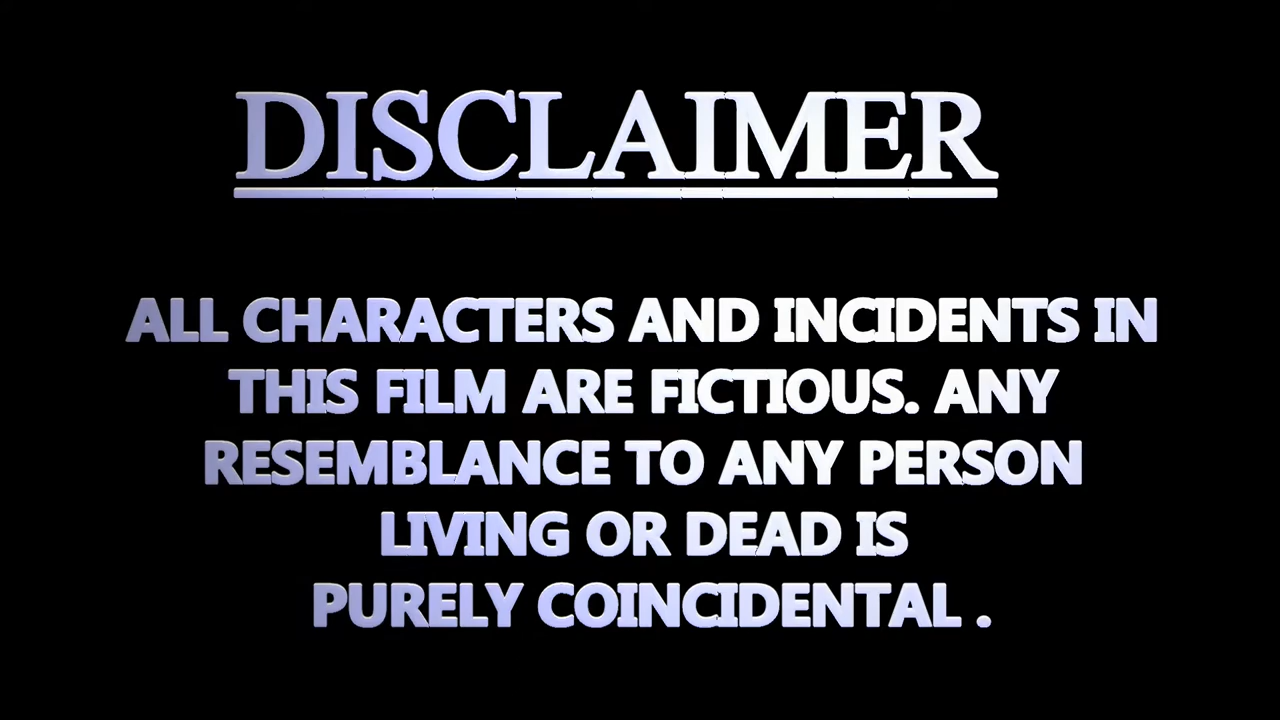 DISCLAIMER
ALL CHARACTERS AND INCIDENTS IN
THIS FILM ARE FICTIOUS. ANY
RESEMBLANCE TO ANY PERSON
LIVING OR DEAD IS
PURELY COINCIDENTAL .